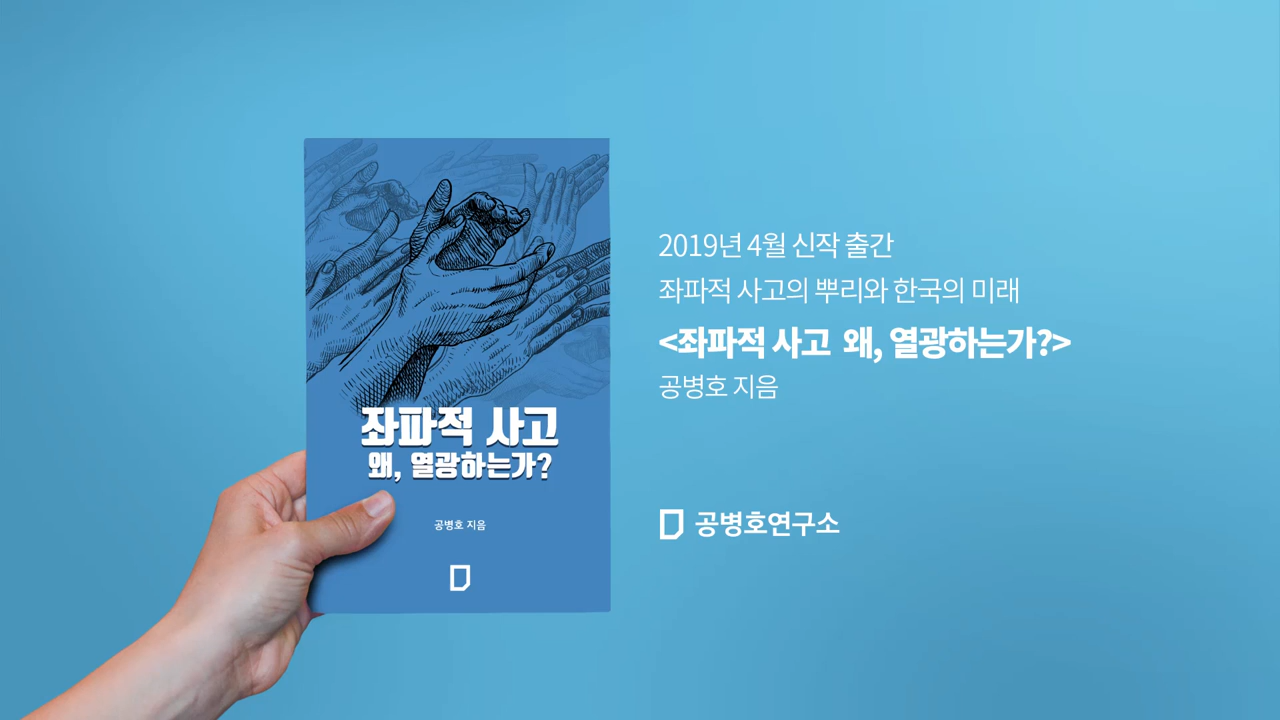 좌파적 사고
왜, 열광하는가?
공병호 지음
2019년 4월 신작 출간
좌파적 사고의 뿌리와 한국의 미래
<좌파적 사고 왜, 열광하는가?>
공병호 지음
공병호연구소